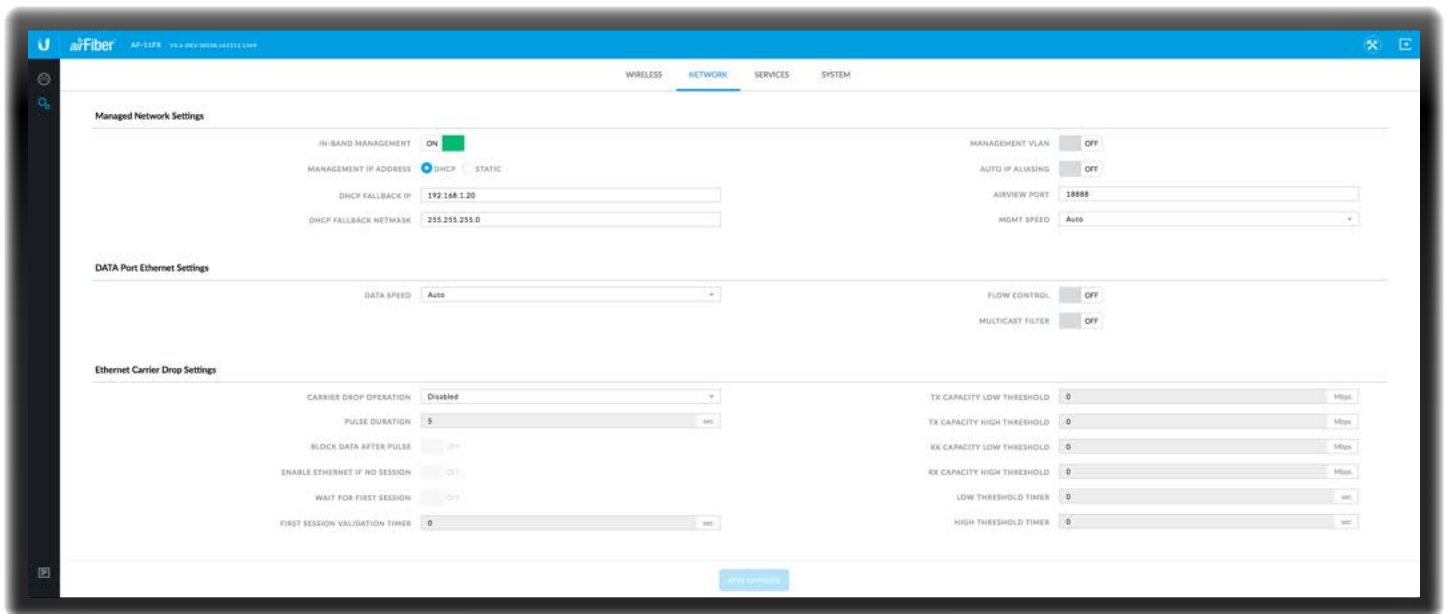 airFiber AF-11FX
WIRELESS NETWORK SERVICES SYSTEM
Managed Network Settings
IN-BAND MANAGEMENT ON
MANAGEMENT IP ADDRESS DHCP STATIC
DHCP FALLBACK IP 192.168.1.20
DHCP FALLBACK NETMASK 255.255.255.0
MANAGEMENT VLAN OFF
AUTO IP ALIASING OFF
AIRVIEW PORT 18888
MGMT SPEED Auto
DATA Port Ethernet Settings
DATA SPEED Auto
FLOW CONTROL OFF
MULTICAST FILTER OFF
Ethernet Carrier Drop Settings
CARRIER DROP OPERATION Disabled
PULSE DURATION 5 sec
BLOCK DATA AFTER PULSE OFF
ENABLE ETHERNET IF NO SESSION OFF
WAIT FOR FIRST SESSION OFF
FIRST SESSION VALIDATION TIMER 0 sec
TX CAPACITY LOW THRESHOLD 0 Mbps
TX CAPACITY HIGH THRESHOLD 0 Mbps
RX CAPACITY LOW THRESHOLD 0 Mbps
RX CAPACITY HIGH THRESHOLD 0 Mbps
LOW THRESHOLD TIMER 0 sec
HIGH THRESHOLD TIMER 0 sec
SAVE CHANGES